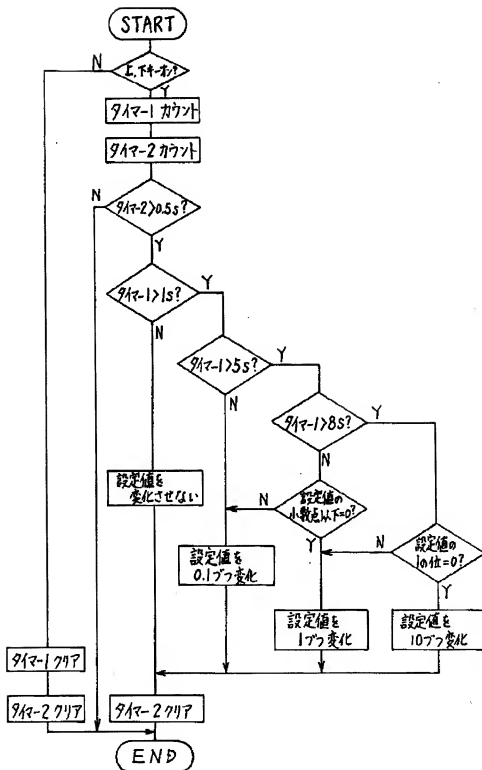 START
上,下キーオン?
N
Y
タイマー1 カウント
タイマー2 カウント
N
タイマー2>0.5s?
Y
タイマー1>1s?
Y
N
タイマー1>5s?
Y
N
タイマー1>8s?
Y
N
設定値を
変化させない
N
設定値の
小数点以下=0?
Y
N
設定値の
1の位=0?
Y
設定値を
0.1づつ変化
設定値を
1づつ変化
設定値を
10づつ変化
タイマー1クリア
タイマー2クリア
タイマー2クリア
END